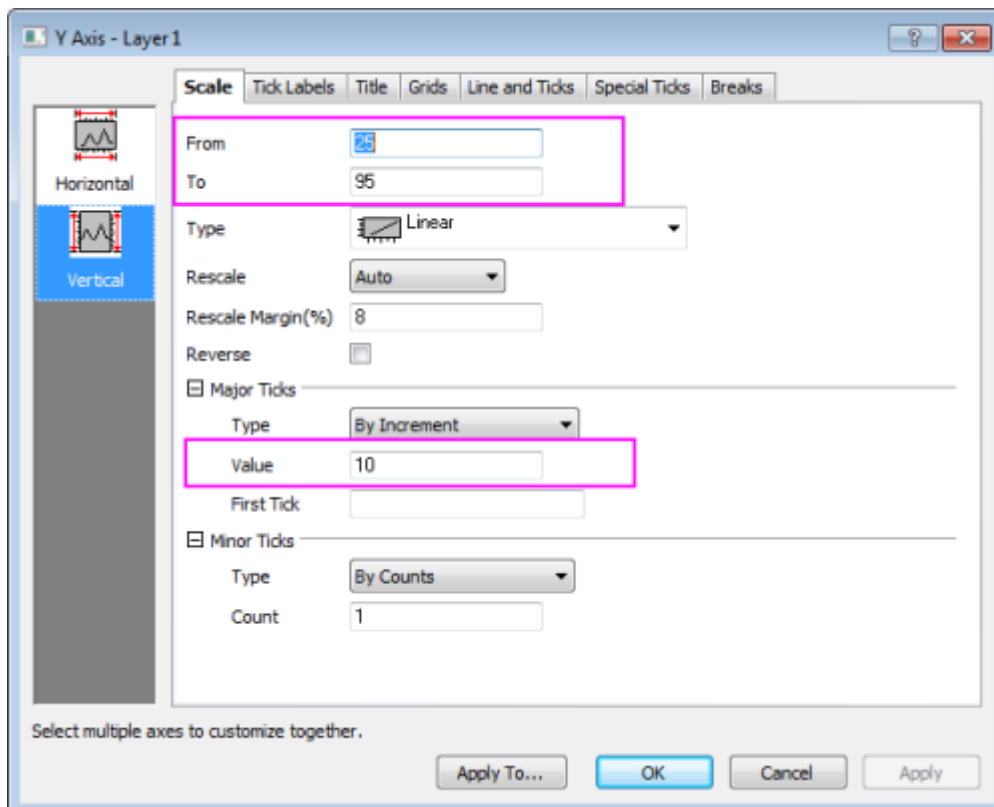 Y Axis - Layer 1
Scale Tick Labels Title Grids Line and Ticks Special Ticks Breaks
Horizontal
Vertical
From 25
To 95
Type Linear
Rescale Auto
Rescale Margin(%) 8
Reverse
Major Ticks
Type By Increment
Value 10
First Tick
Minor Ticks
Type By Counts
Count 1
Select multiple axes to customize together.
Apply To... OK Cancel Apply